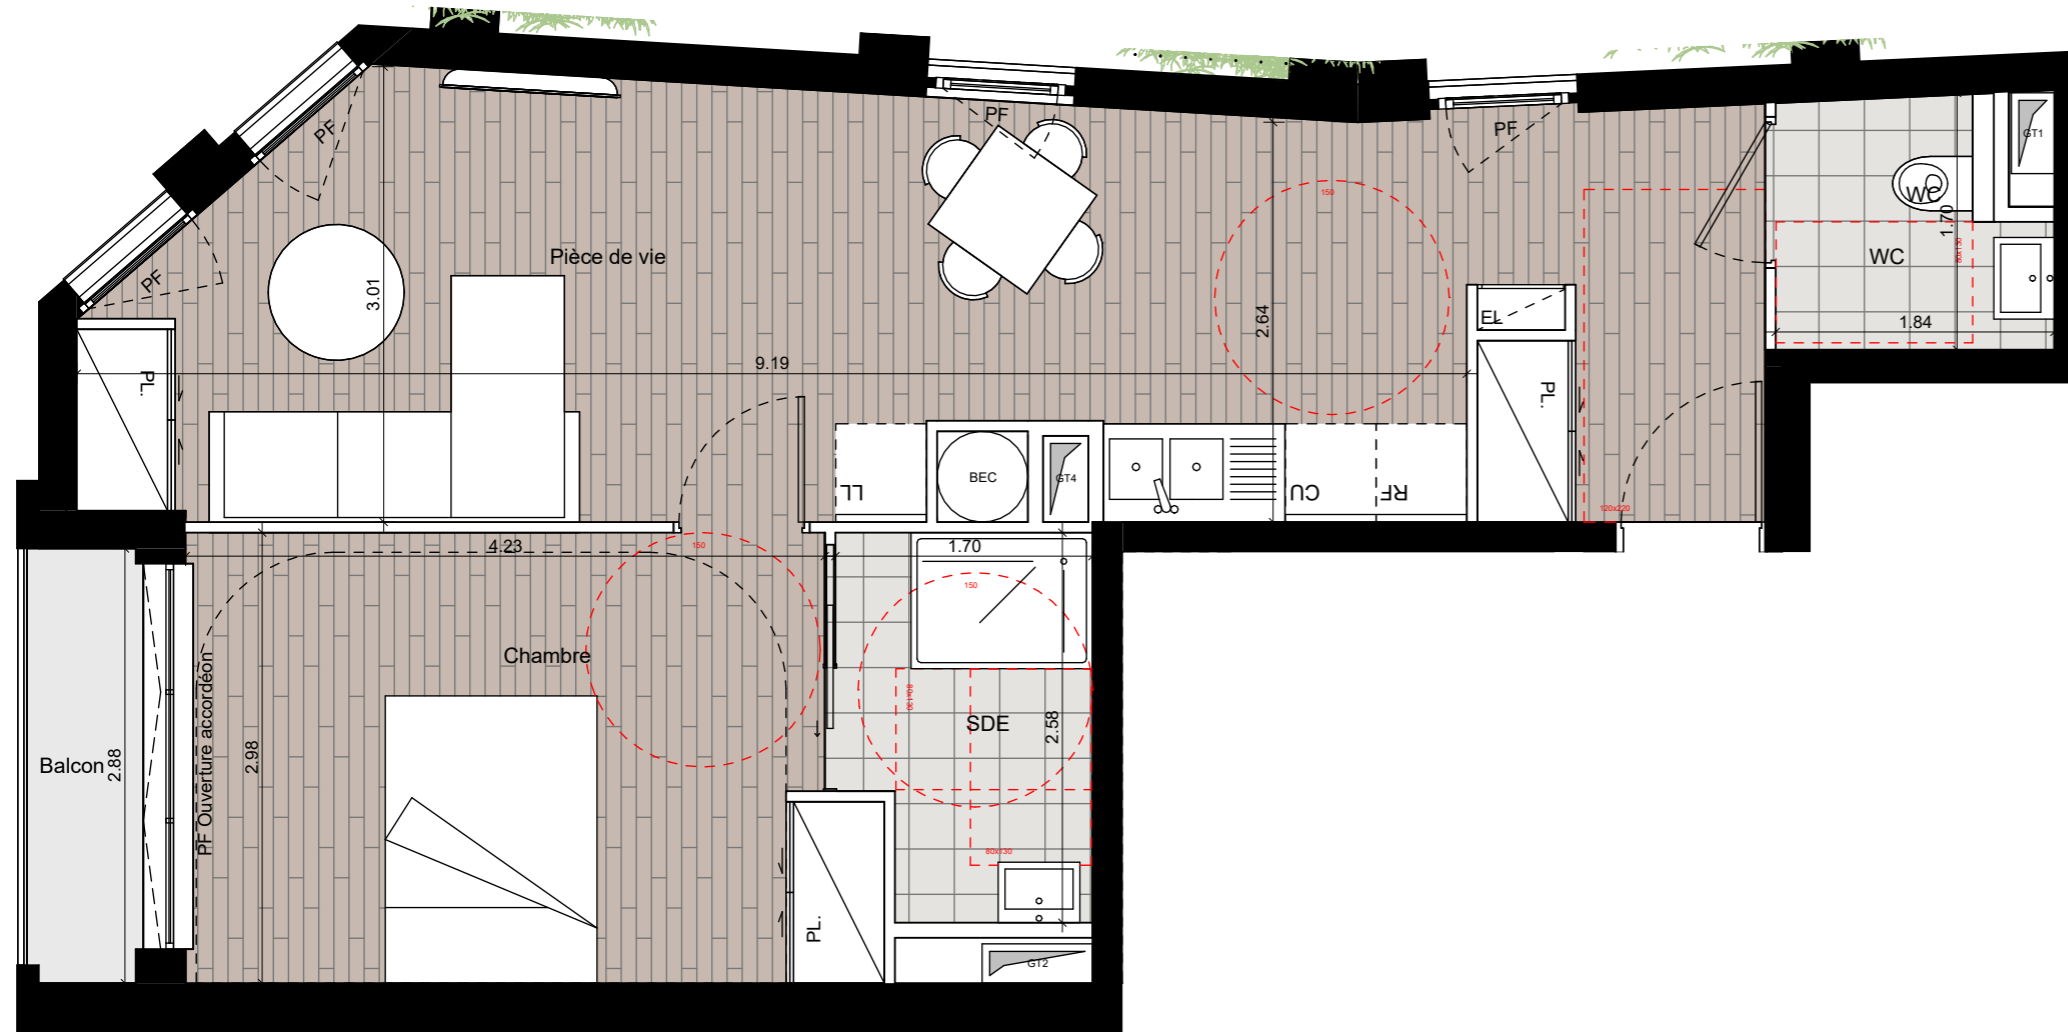 PF
PF
PF
PF
GT1
WC
1.70
80x130
WC
1.84
150
Pièce de vie
3.01
2.64
9.19
EL
PL.
PL.
LL
BEC
GT4
CU
RF
120x220
4.23
150
1.70
150
Chambre
80x130
SDE
2.58
Balcon
2.88
PF Ouverture accordéon
2.98
80x130
PL.
GT2